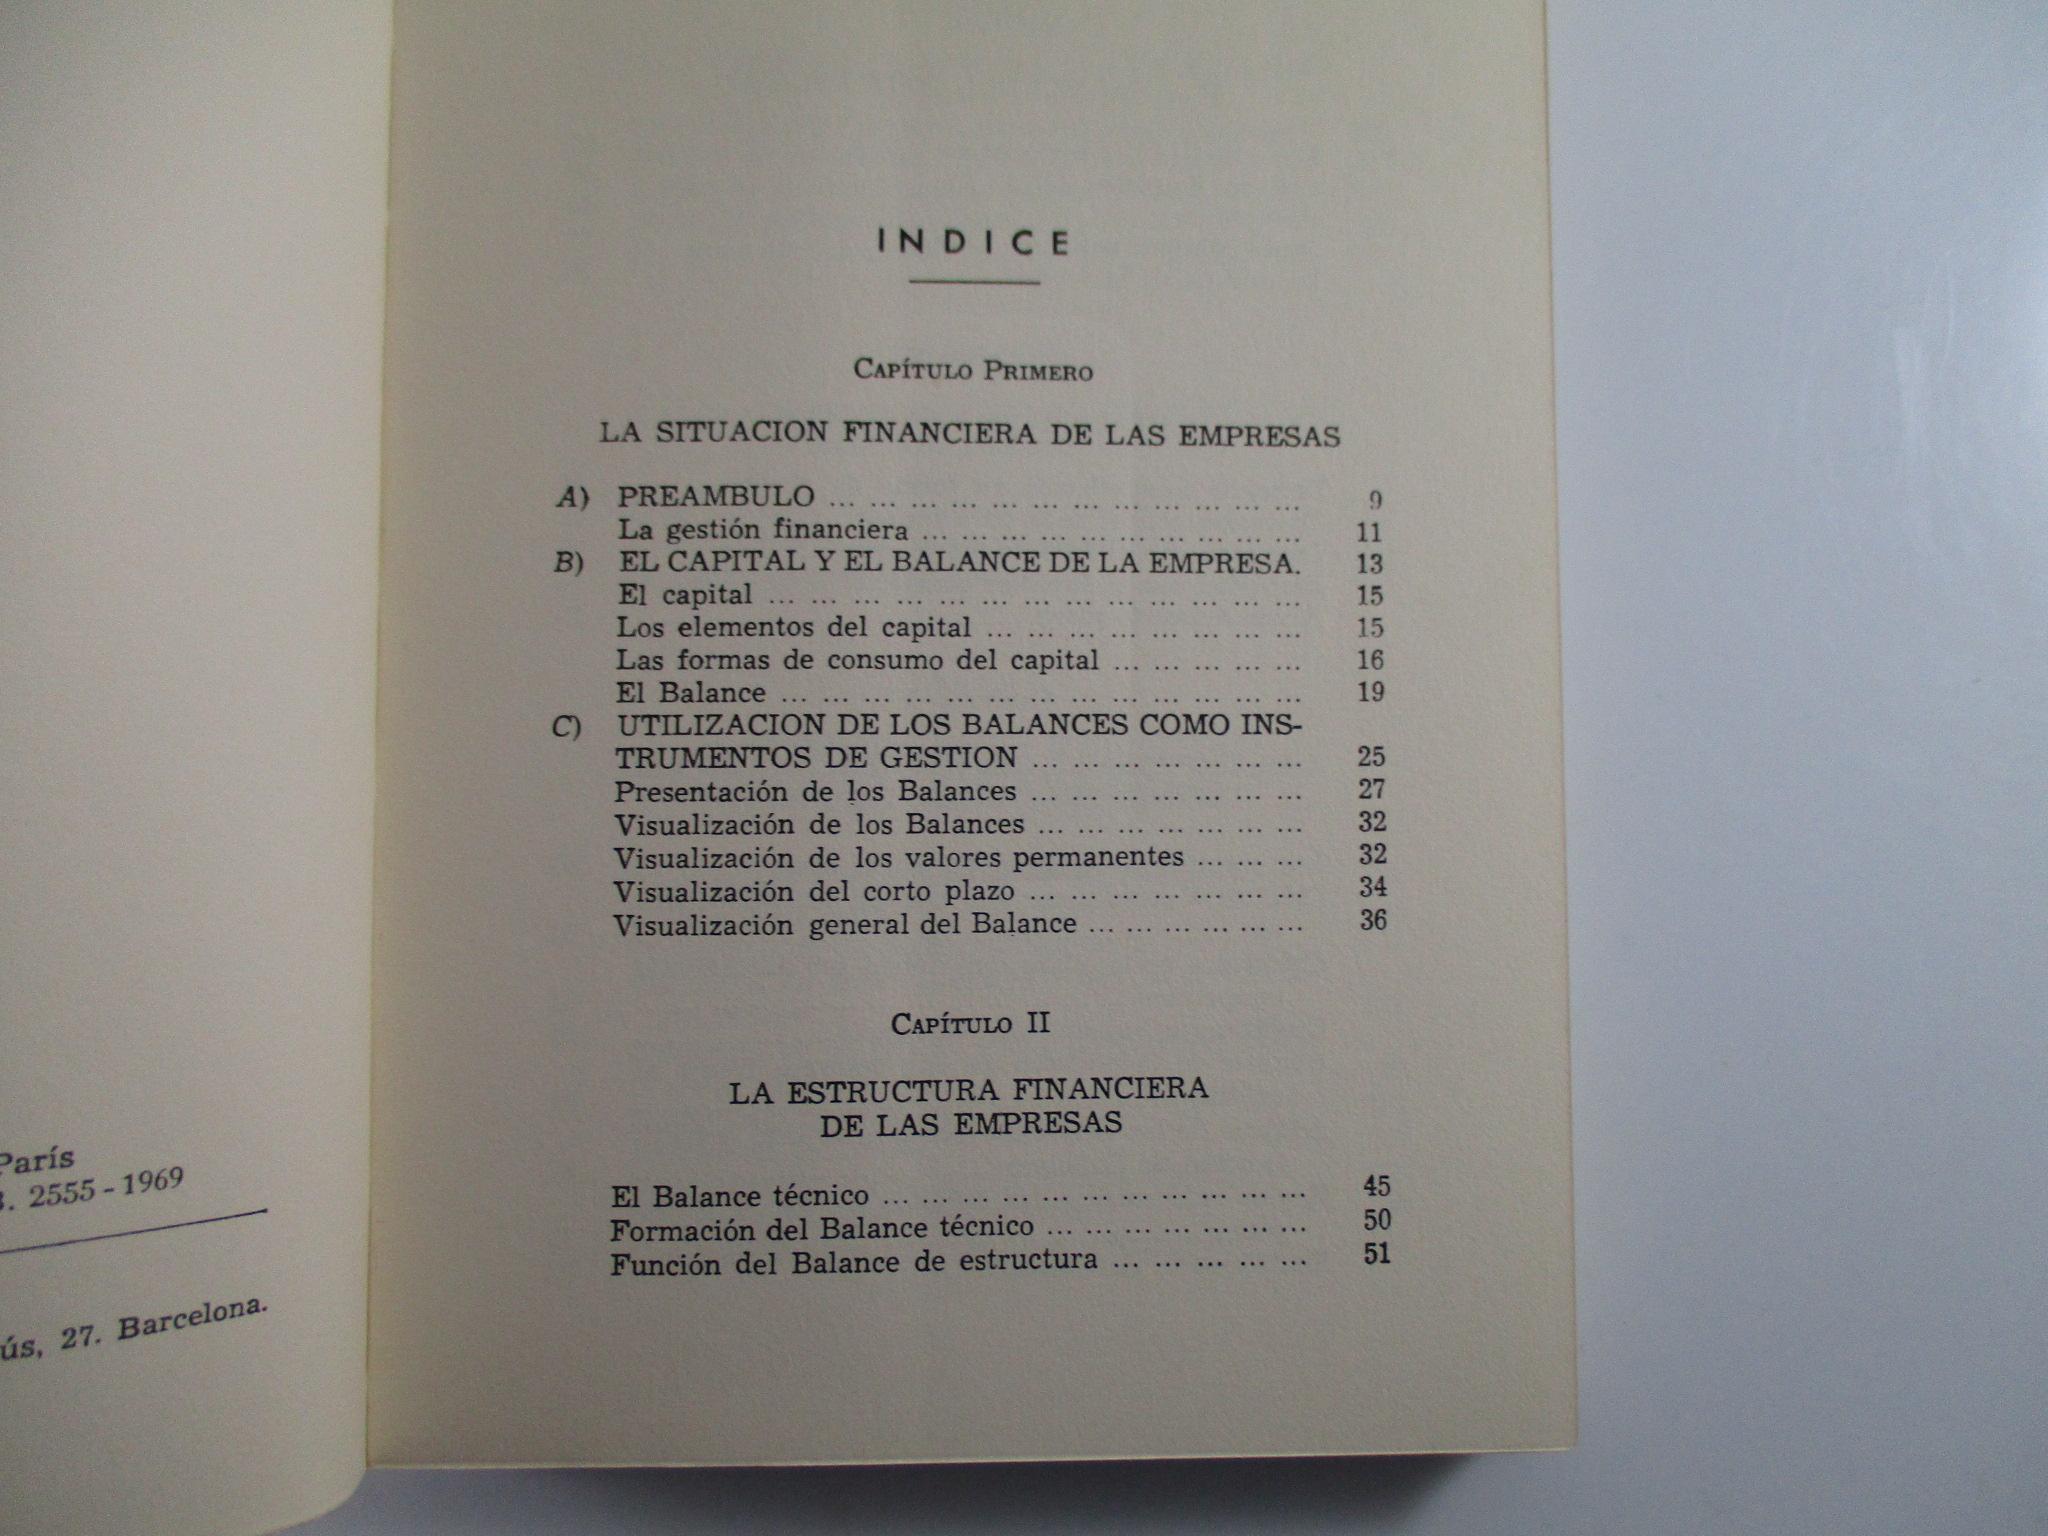 París
2555 - 1969
27. Barcelona.
INDICE
CAPÍTULO PRIMERO
LA SITUACION FINANCIERA DE LAS EMPRESAS
A) PREAMBULO ... ... ... ... ... ... ... ... ... ... ... ... 9
La gestión financiera ... ... ... ... ... ... ... ... ... ... 11
B) EL CAPITAL Y EL BALANCE DE LA EMPRESA. 13
El capital ... ... ... ... ... ... ... ... ... ... ... ... ... 15
Los elementos del capital ... ... ... ... ... ... ... ... 15
Las formas de consumo del capital ... ... ... ... ... 16
El Balance ... ... ... ... ... ... ... ... ... ... ... ... ... 19
C) UTILIZACION DE LOS BALANCES COMO INS-
TRUMENTOS DE GESTION ... ... ... ... ... ... ... 25
Presentación de los Balances ... ... ... ... ... ... ... 27
Visualización de los Balances ... ... ... ... ... ... ... 32
Visualización de los valores permanentes ... ... ... 32
Visualización del corto plazo ... ... ... ... ... ... ... 34
Visualización general del Balance ... ... ... ... ... ... 36
CAPÍTULO II
LA ESTRUCTURA FINANCIERA
DE LAS EMPRESAS
El Balance técnico ... ... ... ... ... ... ... ... ... ... ... 45
Formación del Balance técnico ... ... ... ... ... ... ... 50
Función del Balance de estructura ... ... ... ... ... 51